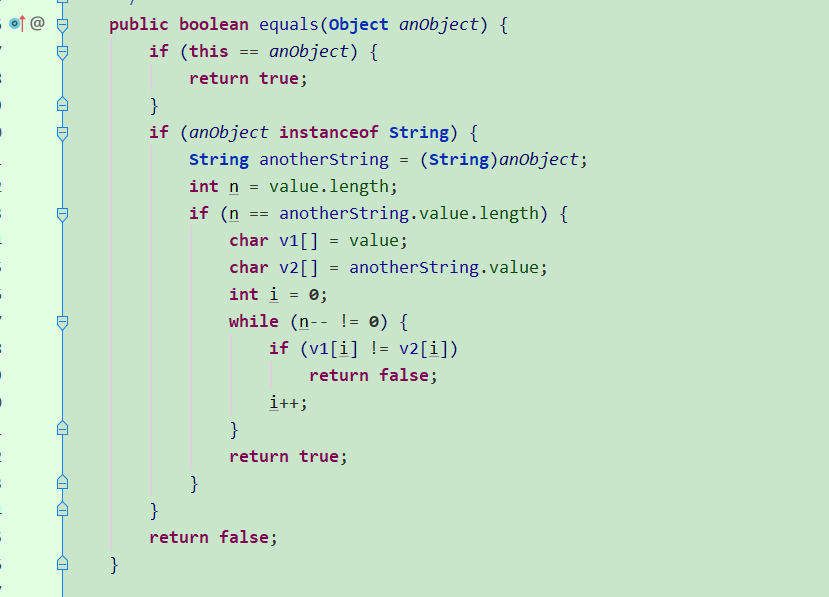 public boolean equals(Object anObject) {
if (this == anObject) {
return true;
}
if (anObject instanceof String) {
String anotherString = (String)anObject;
int n = value.length;
if (n == anotherString.value.length) {
char v1[] = value;
char v2[] = anotherString.value;
int i = 0;
while (n-- != 0) {
if (v1[i] != v2[i])
return false;
i++;
}
return true;
}
}
return false;
}